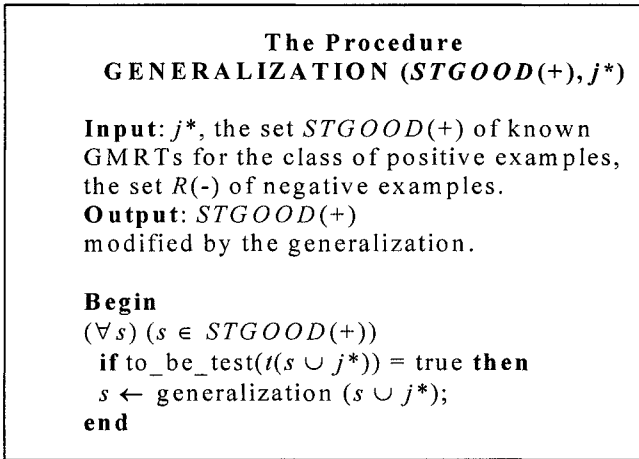 The Procedure
GENERALIZATION (STGOOD(+), j*)
Input: j*, the set STGOOD(+) of known
GMRTs for the class of positive examples,
the set R(-) of negative examples.
Output: STGOOD(+)
modified by the generalization.
Begin
(∀s) (s ∈ STGOOD(+))
if to_be_test(t(s ∪ j*)) = true then
s ← generalization (s ∪ j*);
end